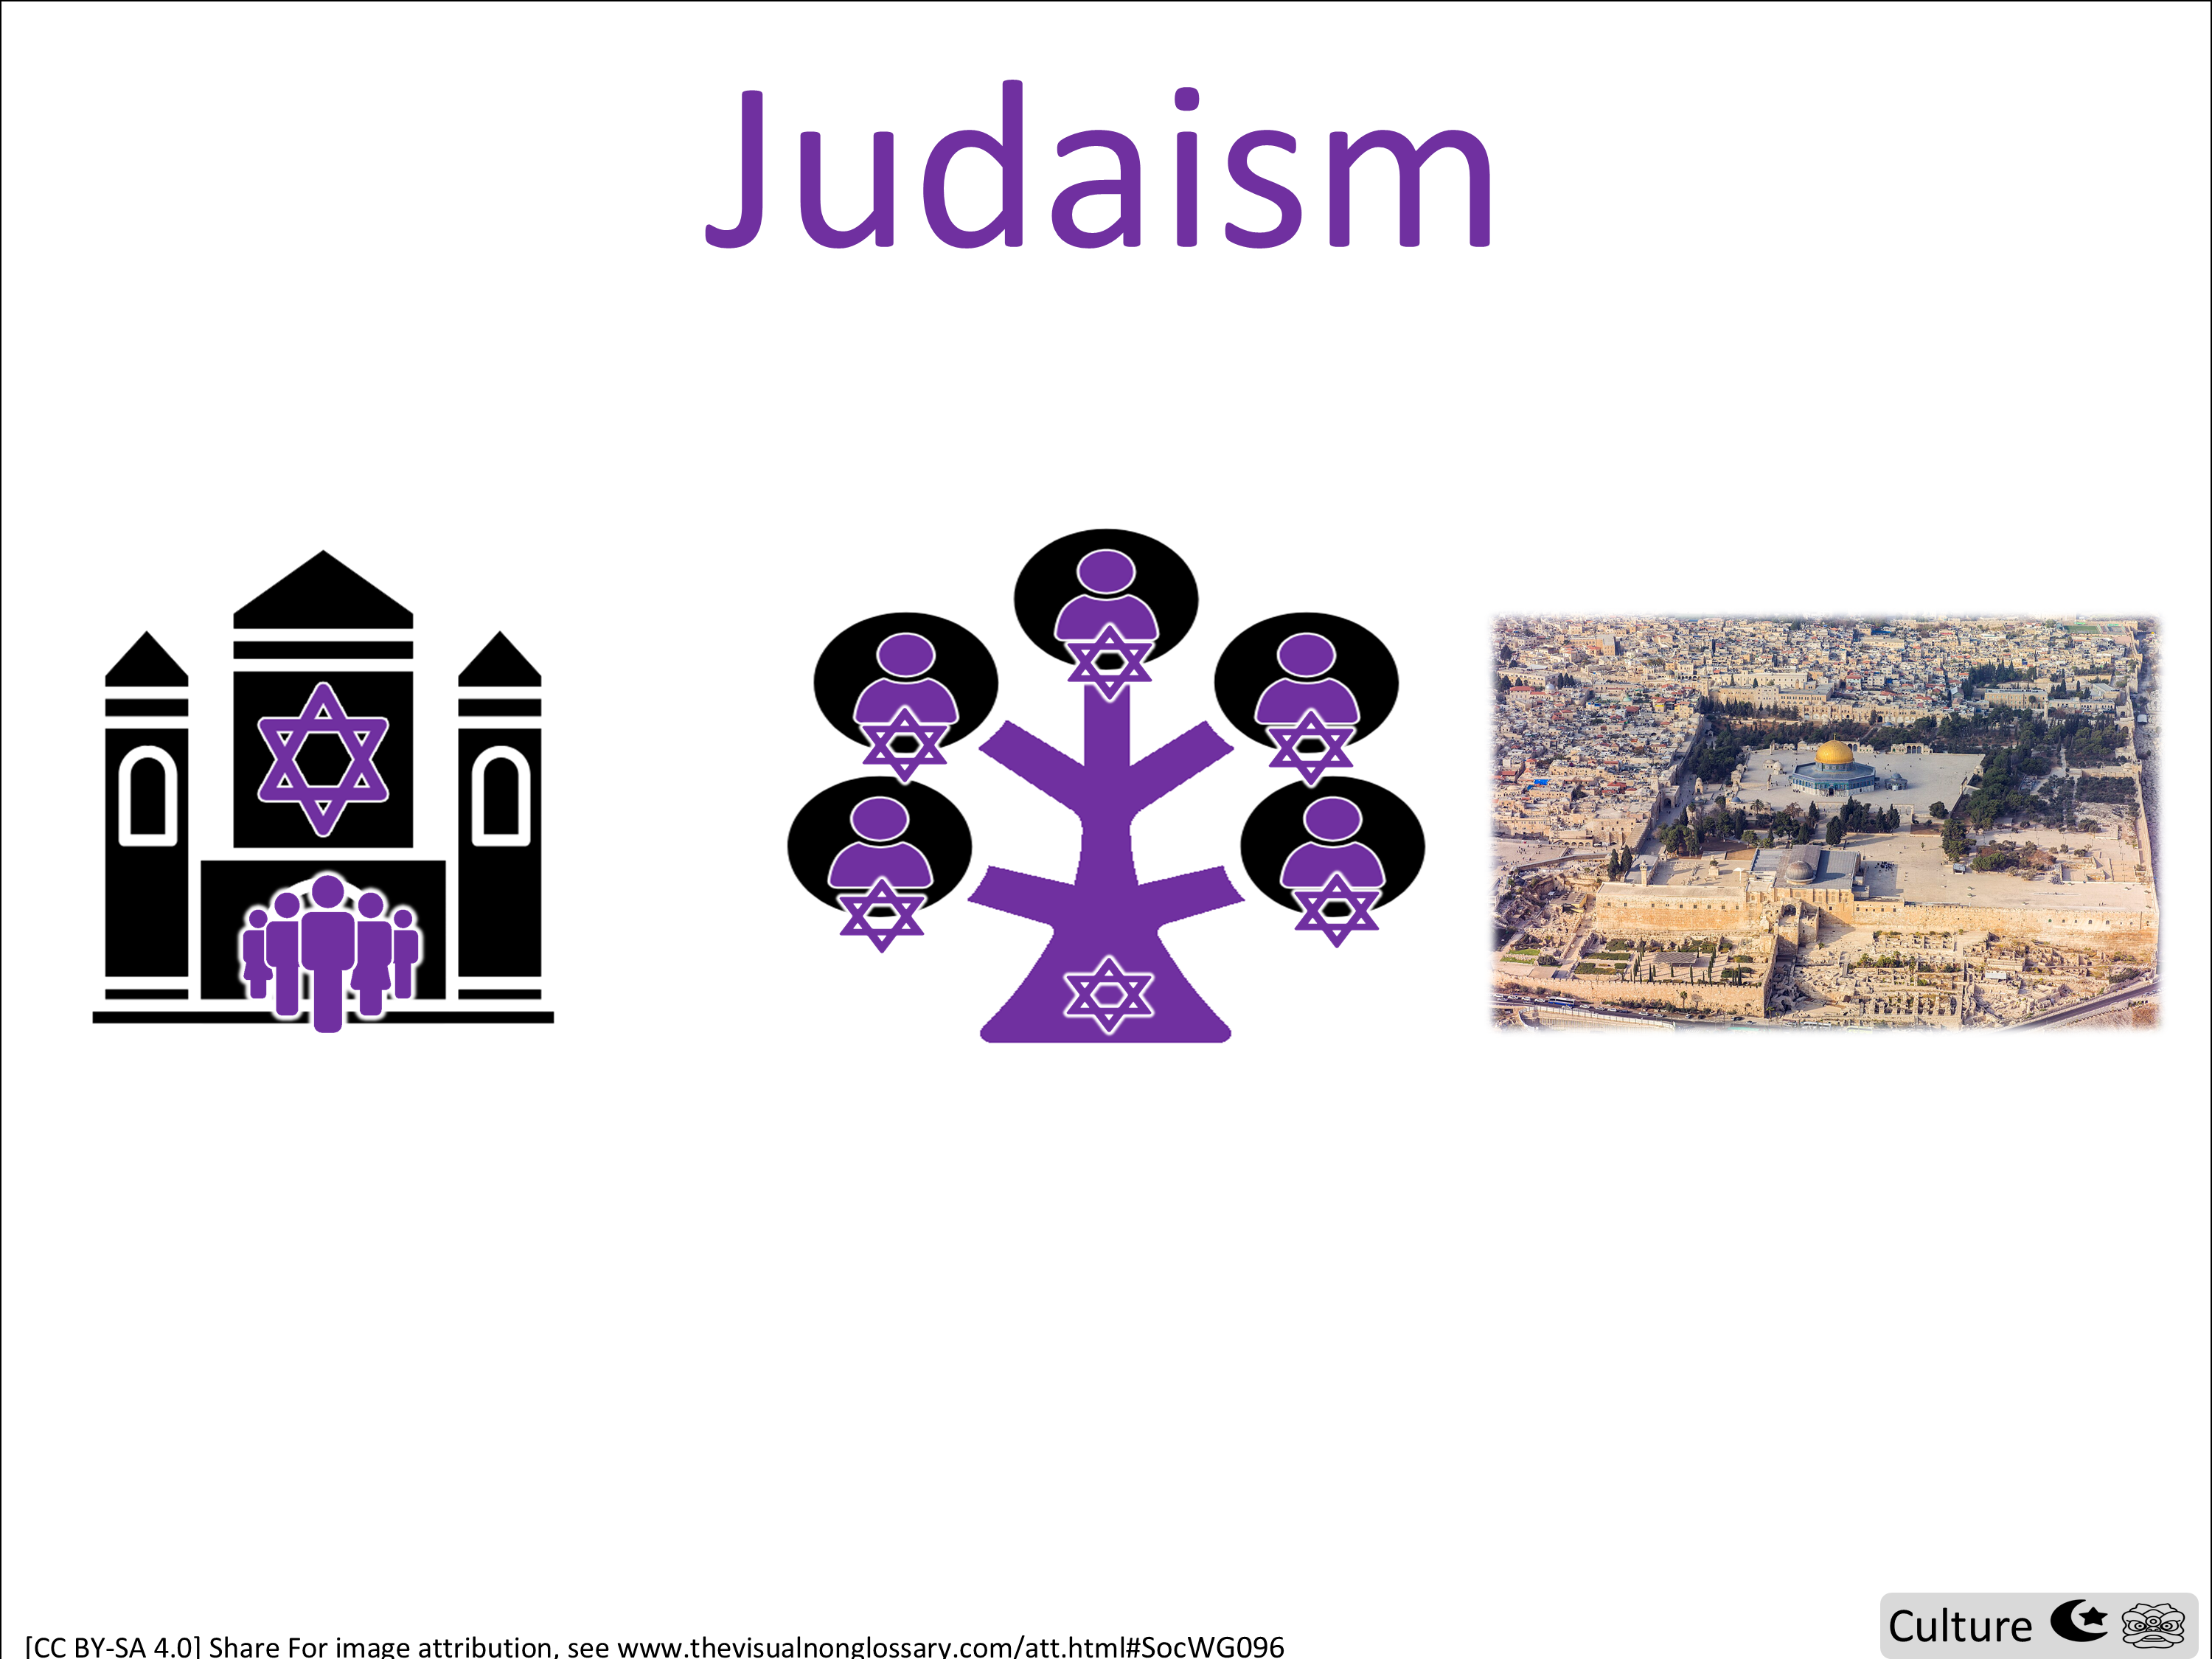 Judaism
Culture
[CC BY-SA 4.0] Share For image attribution, see www.thevisualnonglossary.com/att.html#SocWG096